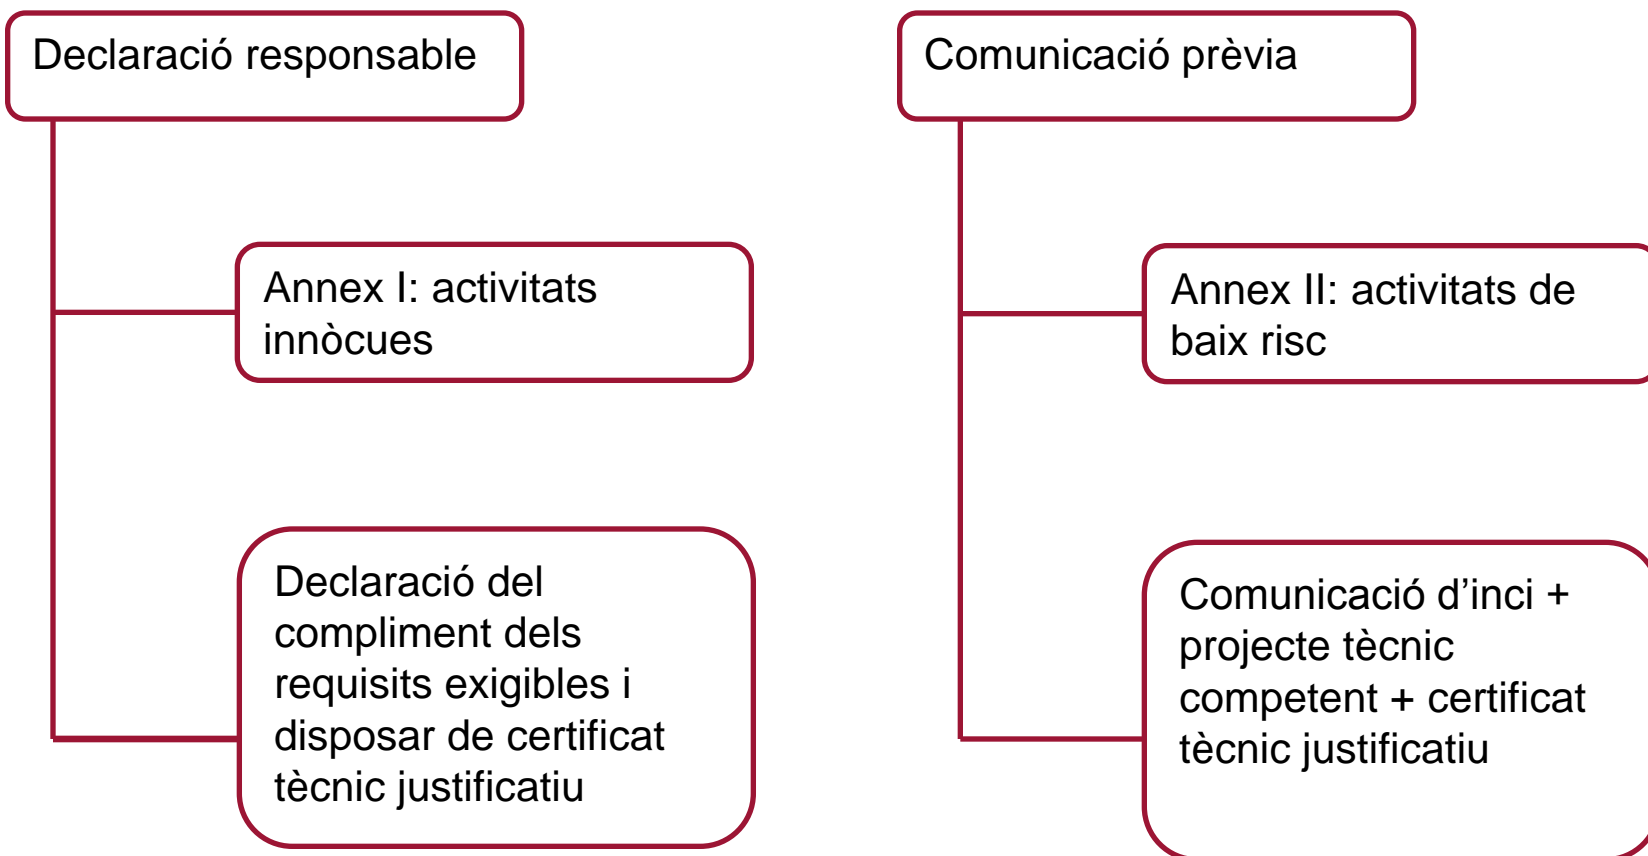 Declaració responsable
Annex I: activitats
innòcues
Declaració del
compliment dels
requisits exigibles i
disposar de certificat
tècnic justificatiu
Comunicació prèvia
Annex II: activitats de
baix risc
Comunicació d’inci +
projecte tècnic
competent + certificat
tècnic justificatiu